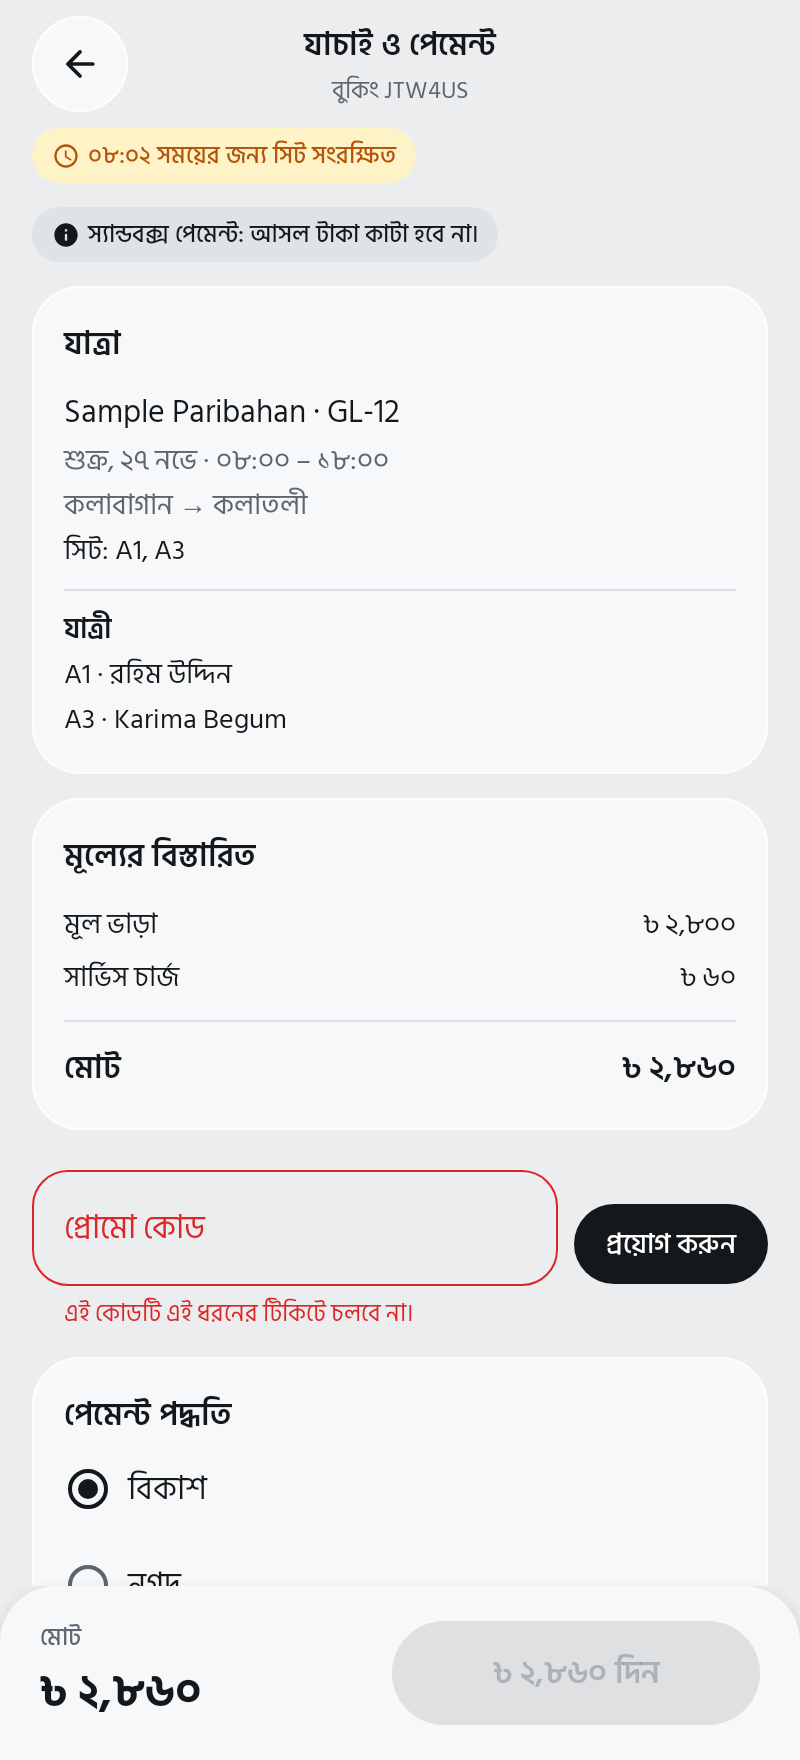 যাচাই ও পেমেন্ট
বুকিং JTW4US
০৮:০২ সময়ের জন্য সিট সংরক্ষিত
স্যান্ডবক্স পেমেন্ট: আসল টাকা কাটা হবে না।
যাত্রা
Sample Paribahan · GL-12
শুক্র, ২৭ নভে · ০৮:০০ – ১৮:০০
কলাবাগান → কলাতলী
সিট: A1, A3
যাত্রী
A1 · রহিম উদ্দিন
A3 · Karima Begum
মূল্যের বিস্তারিত
মূল ভাড়া ৳ ২,৮০০
সার্ভিস চার্জ ৳ ৬০
মোট ৳ ২,৮৬০
প্রোমো কোড
প্রয়োগ করুন
এই কোডটি এই ধরনের টিকিটে চলবে না।
পেমেন্ট পদ্ধতি
বিকাশ
নগদ
মোট
৳ ২,৮৬০
৳ ২,৮৬০ দিন